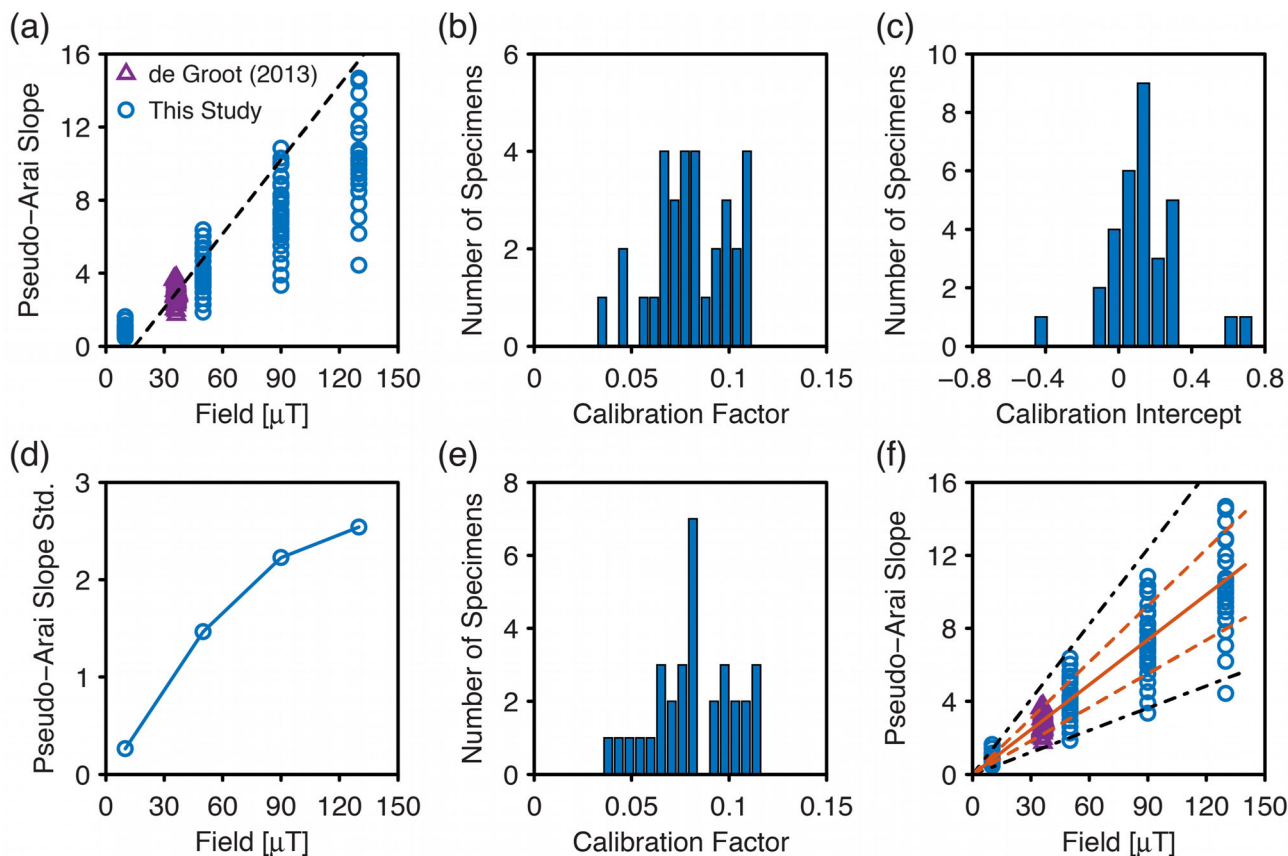 (a)
16
12
8
4
0
Pseudo–Arai Slope
de Groot (2013)
This Study
0 30 60 90 120 150
Field [μT]
(b)
6
4
2
0
Number of Specimens
0 0.05 0.1 0.15
Calibration Factor
(c)
10
8
6
4
2
0
Number of Specimens
−0.8 −0.4 0 0.4 0.8
Calibration Intercept
(d)
3
2
1
0
Pseudo–Arai Slope Std.
0 30 60 90 120 150
Field [μT]
(e)
8
6
4
2
0
Number of Specimens
0 0.05 0.1 0.15
Calibration Factor
(f)
16
12
8
4
0
Pseudo–Arai Slope
0 30 60 90 120 150
Field [μT]